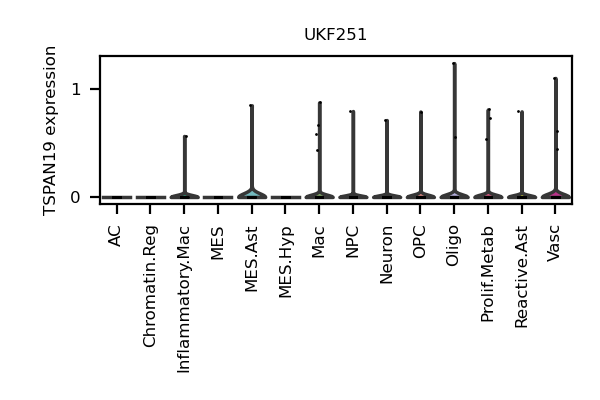 UKF251
TSPAN19 expression
1
0
AC
Chromatin.Reg
Inflammatory.Mac
MES
MES.Ast
MES.Hyp
Mac
NPC
Neuron
OPC
Oligo
Prolif.Metab
Reactive.Ast
Vasc